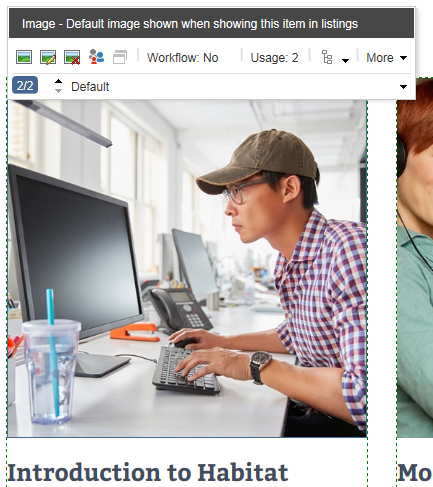 Image - Default image shown when showing this item in listings
Workflow: No Usage: 2 More
2/2 Default
Introduction to Habitat
Mo